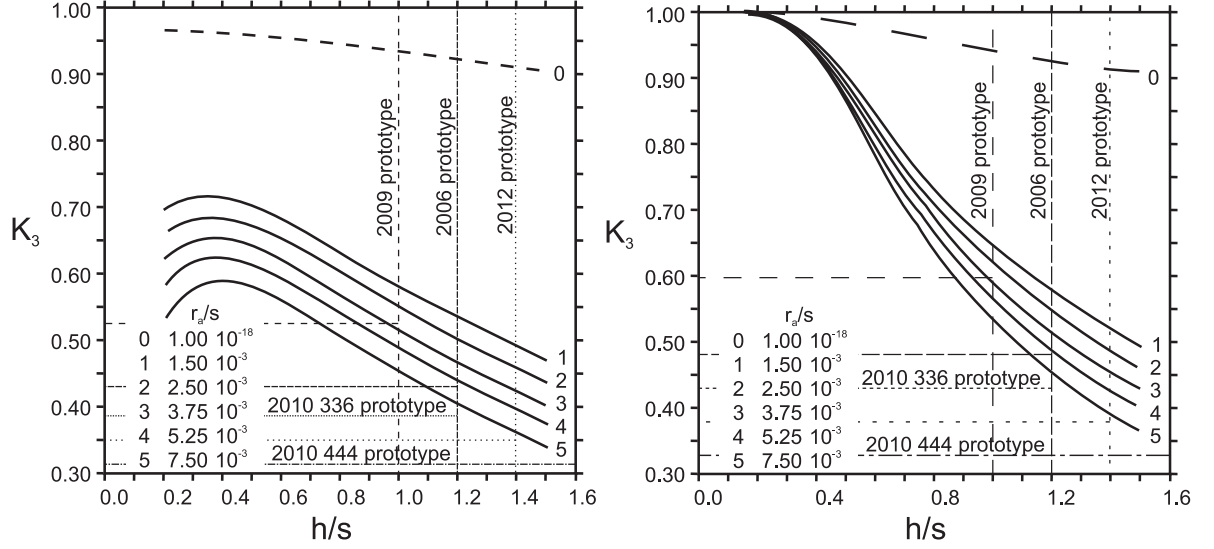 1.00
0.90
0.80
0.70
0.60
0.50
0.40
0.30
K3
0
2009 prototype
2006 prototype
2012 prototype
ra/s
0 1.00 10-18
1 1.50 10-3
2 2.50 10-3
3 3.75 10-3
4 5.25 10-3
5 7.50 10-3
2010 336 prototype
2010 444 prototype
1
2
3
4
5
0.0 0.2 0.4 0.6 0.8 1.0 1.2 1.4 1.6
h/s
1.00
0.90
0.80
0.70
0.60
0.50
0.40
0.30
K3
0
2009 prototype
2006 prototype
2012 prototype
ra/s
0 1.00 10-18
1 1.50 10-3
2 2.50 10-3
3 3.75 10-3
4 5.25 10-3
5 7.50 10-3
2010 336 prototype
2010 444 prototype
1
2
3
4
5
0.0 0.4 0.8 1.2 1.6
h/s